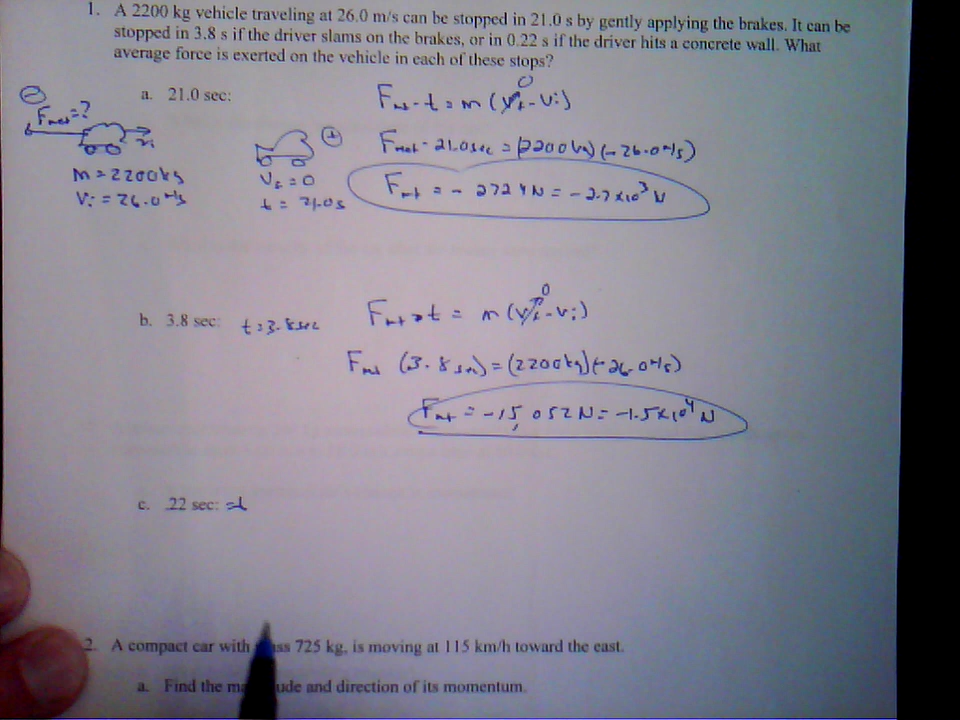 1. A 2200 kg vehicle traveling at 26.0 m/s can be stopped in 21.0 s by gently applying the brakes. It can be
stopped in 3.8 s if the driver slams on the brakes, or in 0.22 s if the driver hits a concrete wall. What
average force is exerted on the vehicle in each of these stops?
a. 21.0 sec:
Fnet = ?
vi
m = 2200 kg
Vi = 26.0 m/s
Vf = 0
t = 21.0s
Fnet · t = m (Vf - Vi) 0
Fnet · 21.0sec = (2200 kg) (-26.0 m/s)
Fnet = - 2724 N = -2.7 x 10³ N
b. 3.8 sec: t = 3.8sec
Fnet · t = m (Vf - Vi) 0
Fnet (3.8 sec) = (2200 kg) (-26.0 m/s)
Fnet = -15,052 N = -1.5 x 10⁴ N
c. .22 sec: = t
2. A compact car with 725 kg, is moving at 115 km/h toward the east.
a. Find the and direction of its momentum.